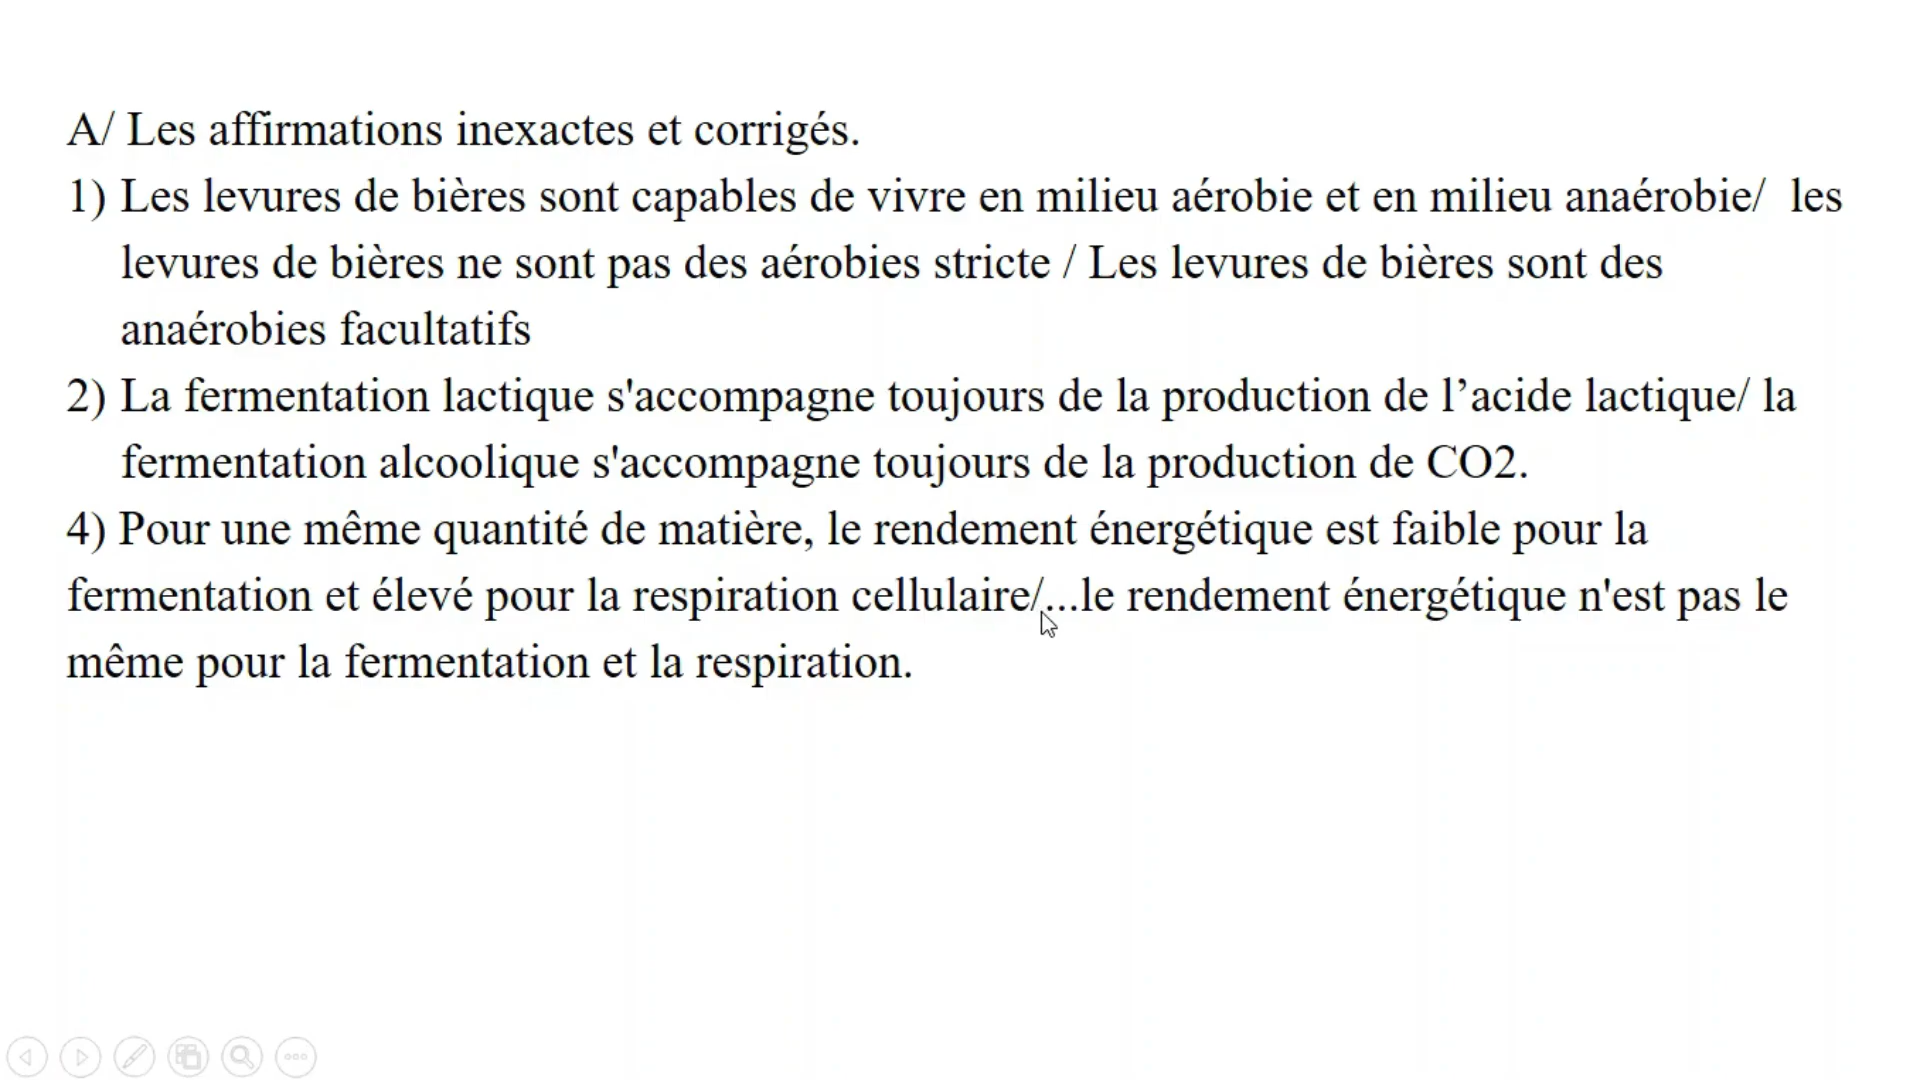 A/ Les affirmations inexactes et corrigés.
1) Les levures de bières sont capables de vivre en milieu aérobie et en milieu anaérobie/ les
levures de bières ne sont pas des aérobies stricte / Les levures de bières sont des
anaérobies facultatifs
2) La fermentation lactique s'accompagne toujours de la production de l’acide lactique/ la
fermentation alcoolique s'accompagne toujours de la production de CO2.
4) Pour une même quantité de matière, le rendement énergétique est faible pour la
fermentation et élevé pour la respiration cellulaire/...le rendement énergétique n'est pas le
même pour la fermentation et la respiration.